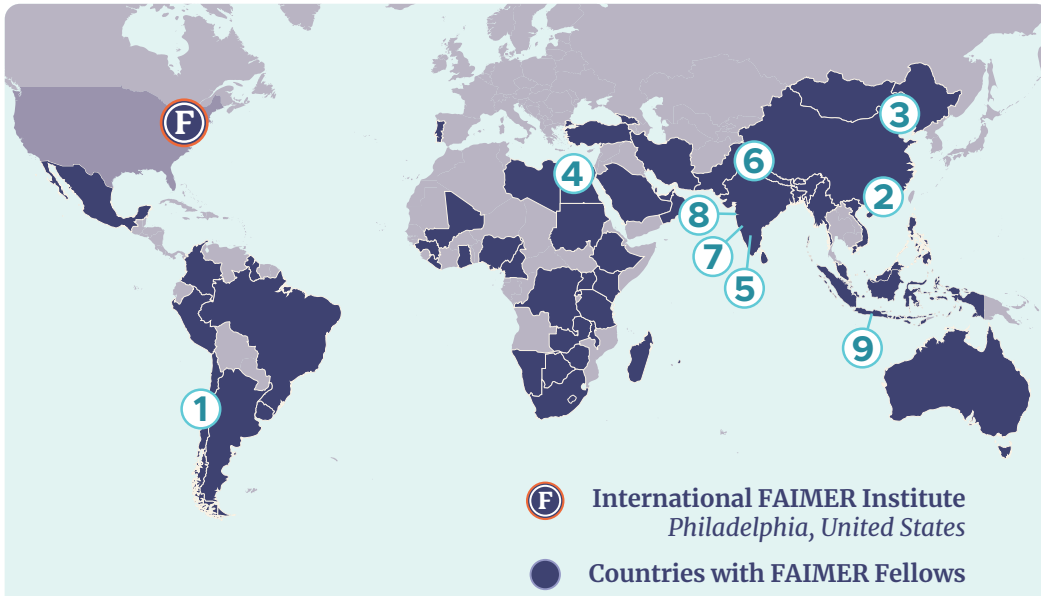 F
3
6
4
2
8
7
5
9
1
F International FAIMER Institute
Philadelphia, United States
Countries with FAIMER Fellows